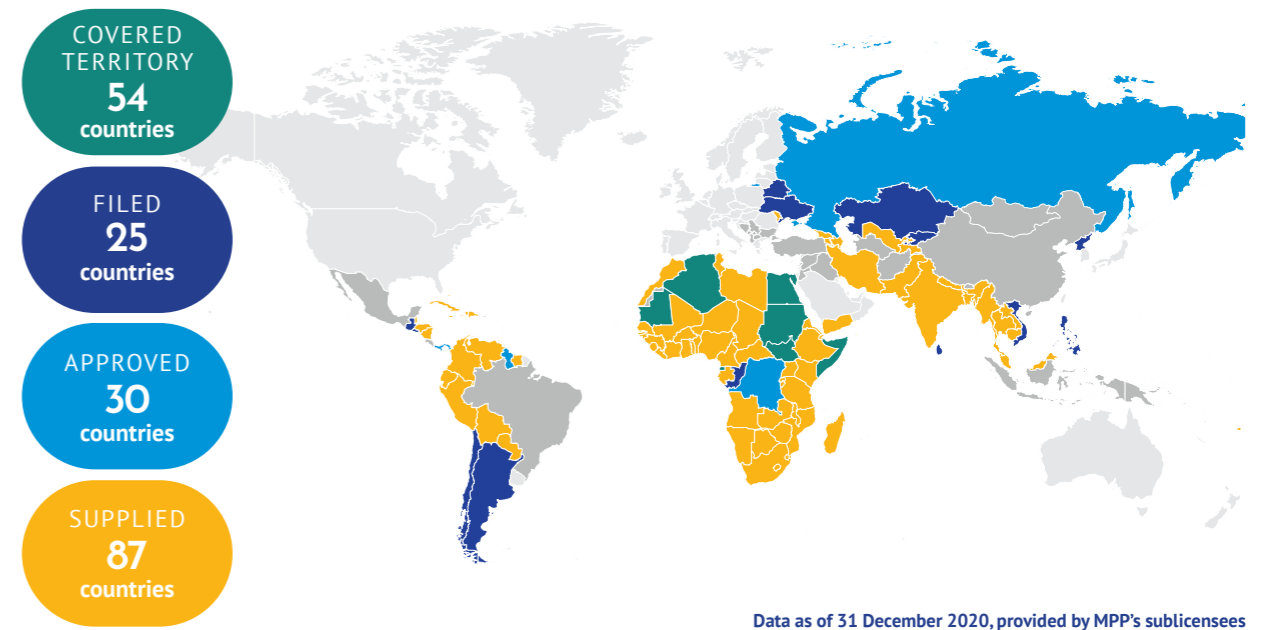 COVERED
TERRITORY
54
countries
FILED
25
countries
APPROVED
30
countries
SUPPLIED
87
countries
Data as of 31 December 2020, provided by MPP's sublicensees